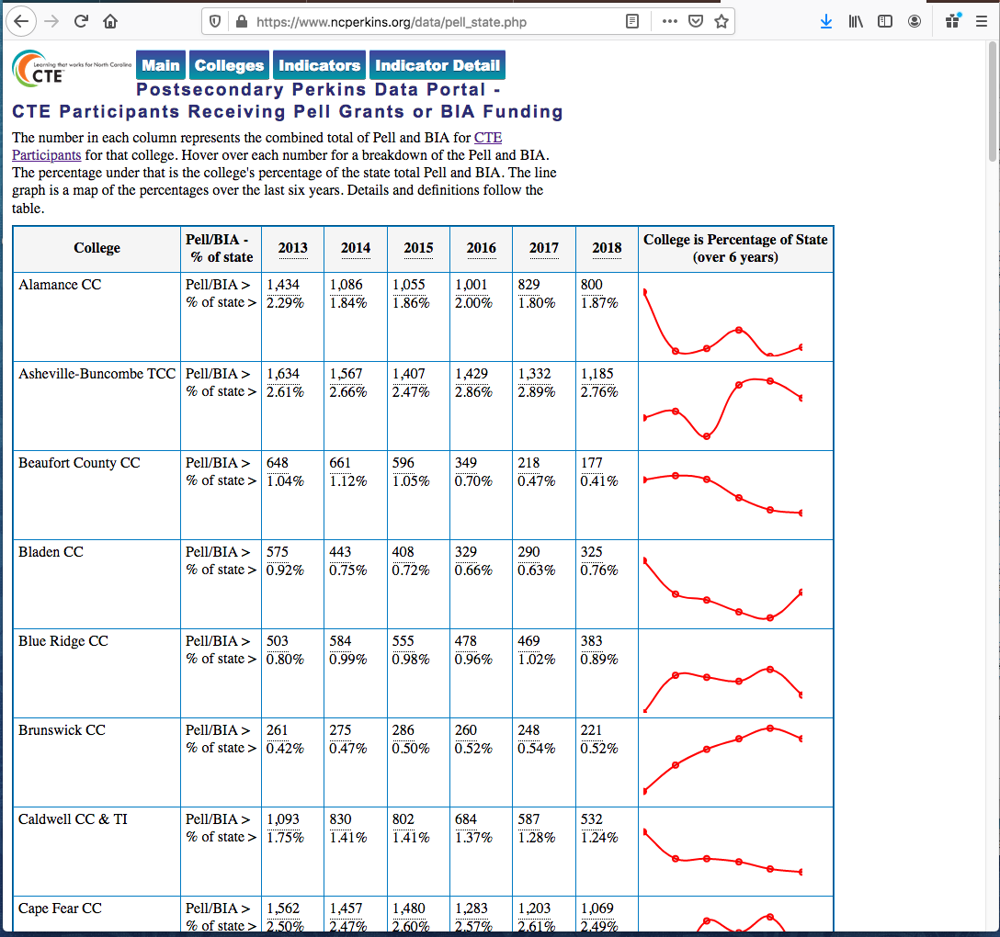 https://www.ncperkins.org/data/pell_state.php
Learning that works for North Carolina
CTE
Main Colleges Indicators Indicator Detail
Postsecondary Perkins Data Portal -
CTE Participants Receiving Pell Grants or BIA Funding
The number in each column represents the combined total of Pell and BIA for CTE
Participants for that college. Hover over each number for a breakdown of the Pell and BIA.
The percentage under that is the college's percentage of the state total Pell and BIA. The line
graph is a map of the percentages over the last six years. Details and definitions follow the
table.
College Pell/BIA - % of state 2013 2014 2015 2016 2017 2018 College is Percentage of State (over 6 years)
Alamance CC Pell/BIA > 1,434 1,086 1,055 1,001 829 800
% of state > 2.29% 1.84% 1.86% 2.00% 1.80% 1.87%
Asheville-Buncombe TCC Pell/BIA > 1,634 1,567 1,407 1,429 1,332 1,185
% of state > 2.61% 2.66% 2.47% 2.86% 2.89% 2.76%
Beaufort County CC Pell/BIA > 648 661 596 349 218 177
% of state > 1.04% 1.12% 1.05% 0.70% 0.47% 0.41%
Bladen CC Pell/BIA > 575 443 408 329 290 325
% of state > 0.92% 0.75% 0.72% 0.66% 0.63% 0.76%
Blue Ridge CC Pell/BIA > 503 584 555 478 469 383
% of state > 0.80% 0.99% 0.98% 0.96% 1.02% 0.89%
Brunswick CC Pell/BIA > 261 275 286 260 248 221
% of state > 0.42% 0.47% 0.50% 0.52% 0.54% 0.52%
Caldwell CC & TI Pell/BIA > 1,093 830 802 684 587 532
% of state > 1.75% 1.41% 1.41% 1.37% 1.28% 1.24%
Cape Fear CC Pell/BIA > 1,562 1,457 1,480 1,283 1,203 1,069
% of state > 2.50% 2.47% 2.60% 2.57% 2.61% 2.49%